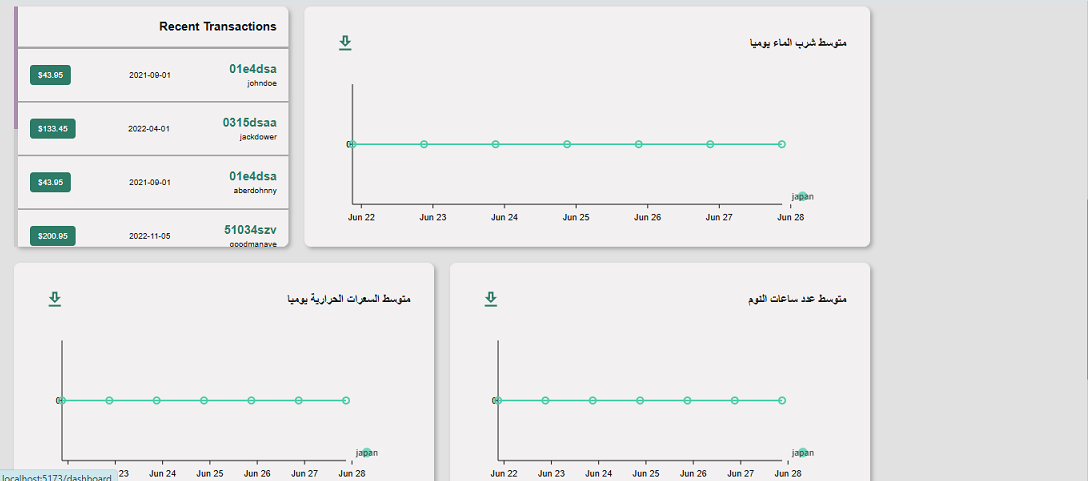 Recent Transactions
01e4dsa
johndoe
2021-09-01
$43.95
0315dsaa
jackdower
2022-04-01
$133.45
01e4dsa
aberdohnny
2021-09-01
$43.95
51034szv
goodmanave
2022-11-05
$200.95
متوسط شرب الماء يوميا
0
Jun 22 Jun 23 Jun 24 Jun 25 Jun 26 Jun 27 Jun 28
japan
متوسط السعرات الحرارية يوميا
0
23 Jun 24 Jun 25 Jun 26 Jun 27 Jun 28
japan
متوسط عدد ساعات النوم
0
Jun 22 Jun 23 Jun 24 Jun 25 Jun 26 Jun 27 Jun 28
japan
localhost:5173/dashboard